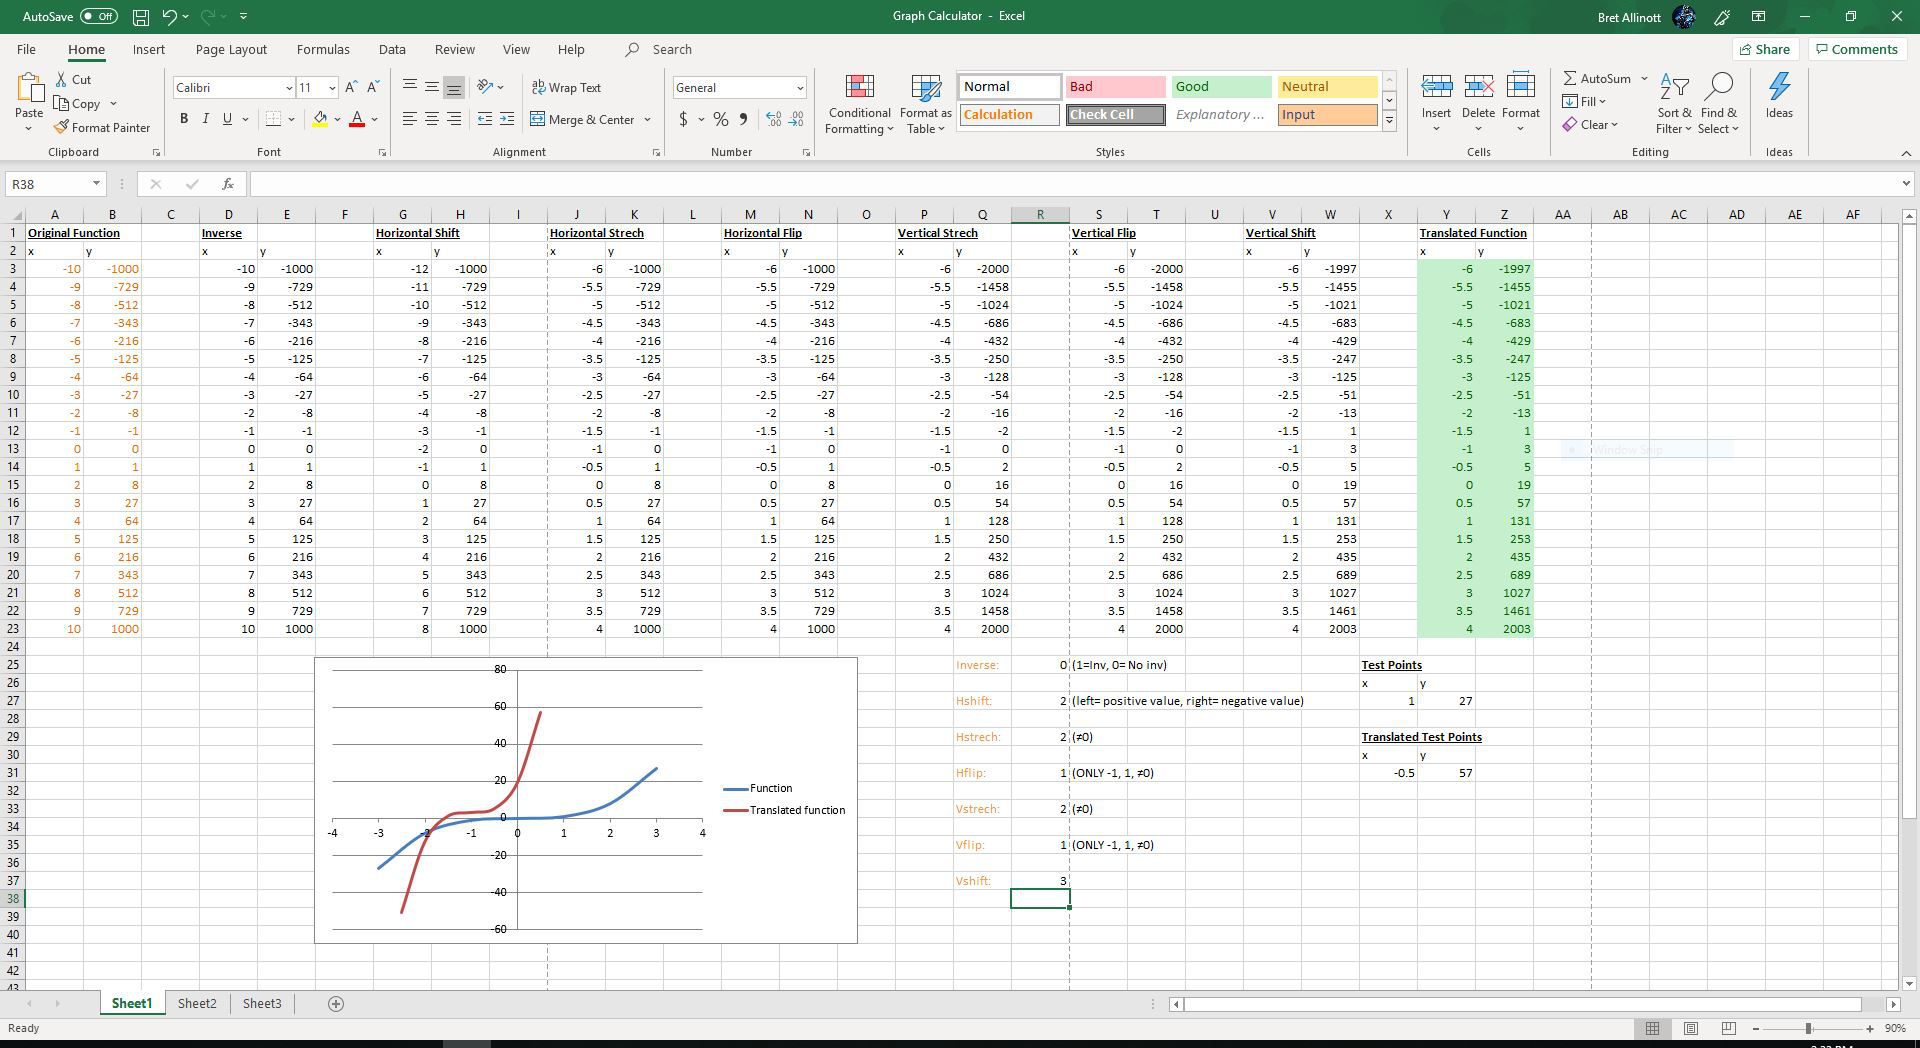 AutoSave Off Graph Calculator - Excel Bret Allinott
File Home Insert Page Layout Formulas Data Review View Help Search Share Comments
Paste
Cut
Copy
Format Painter
Clipboard
Calibri 11
B I U
Font
Wrap Text
Merge & Center
Alignment
General
$ % 9
Number
Conditional Formatting
Format as Table
Normal Bad Good Neutral
Calculation Check Cell Explanatory ... Input
Styles
Insert Delete Format
Cells
AutoSum
Fill
Clear
Sort & Filter
Find & Select
Editing
Ideas
Ideas
R38 fx
A B C D E F G H I J K L M N O P Q R S T U V W X Y Z AA AB AC AD AE AF
1 Original Function Inverse Horizontal Shift Horizontal Strech Horizontal Flip Vertical Strech Vertical Flip Vertical Shift Translated Function
2 x y x y x y x y x y x y x y x y x y
3 -10 -1000 -10 -1000 -12 -1000 -6 -1000 -6 -1000 -6 -2000 -6 -2000 -6 -1997 -6 -1997
4 -9 -729 -9 -729 -11 -729 -5.5 -729 -5.5 -729 -5.5 -1458 -5.5 -1458 -5.5 -1455 -5.5 -1455
5 -8 -512 -8 -512 -10 -512 -5 -512 -5 -512 -5 -1024 -5 -1024 -5 -1021 -5 -1021
6 -7 -343 -7 -343 -9 -343 -4.5 -343 -4.5 -343 -4.5 -686 -4.5 -686 -4.5 -683 -4.5 -683
7 -6 -216 -6 -216 -8 -216 -4 -216 -4 -216 -4 -432 -4 -432 -4 -429 -4 -429
8 -5 -125 -5 -125 -7 -125 -3.5 -125 -3.5 -125 -3.5 -250 -3.5 -250 -3.5 -247 -3.5 -247
9 -4 -64 -4 -64 -6 -64 -3 -64 -3 -64 -3 -128 -3 -128 -3 -125 -3 -125
10 -3 -27 -3 -27 -5 -27 -2.5 -27 -2.5 -27 -2.5 -54 -2.5 -54 -2.5 -51 -2.5 -51
11 -2 -8 -2 -8 -4 -8 -2 -8 -2 -8 -2 -16 -2 -16 -2 -13 -2 -13
12 -1 -1 -1 -1 -3 -1 -1.5 -1 -1.5 -1 -1.5 -2 -1.5 -2 -1.5 1 -1.5 1
13 0 0 0 0 -2 0 -1 0 -1 0 -1 0 -1 0 -1 3 -1 3 Window Snip
14 1 1 1 1 -1 1 -0.5 1 -0.5 1 -0.5 2 -0.5 2 -0.5 5 -0.5 5
15 2 8 2 8 0 8 0 8 0 8 0 16 0 16 0 19 0 19
16 3 27 3 27 1 27 0.5 27 0.5 27 0.5 54 0.5 54 0.5 57 0.5 57
17 4 64 4 64 2 64 1 64 1 64 1 128 1 128 1 131 1 131
18 5 125 5 125 3 125 1.5 125 1.5 125 1.5 250 1.5 250 1.5 253 1.5 253
19 6 216 6 216 4 216 2 216 2 216 2 432 2 432 2 435 2 435
20 7 343 7 343 5 343 2.5 343 2.5 343 2.5 686 2.5 686 2.5 689 2.5 689
21 8 512 8 512 6 512 3 512 3 512 3 1024 3 1024 3 1027 3 1027
22 9 729 9 729 7 729 3.5 729 3.5 729 3.5 1458 3.5 1458 3.5 1461 3.5 1461
23 10 1000 10 1000 8 1000 4 1000 4 1000 4 2000 4 2000 4 2003 4 2003
24
25 Inverse: 0 (1=Inv, 0= No inv) Test Points
26 x y
27 Hshift: 2 (left= positive value, right= negative value) 1 27
28
29 Hstrech: 2 (≠0) Translated Test Points
30 x y
31 Hflip: 1 (ONLY -1, 1, ≠0) -0.5 57
32
33 Vstrech: 2 (≠0)
34
35 Vflip: 1 (ONLY -1, 1, ≠0)
36
37 Vshift: 3
38
39
40
41
42
43
80
60
40
20
0
-20
-40
-60
-4 -3 -2 -1 0 1 2 3 4
Function
Translated function
Sheet1 Sheet2 Sheet3
Ready 90%